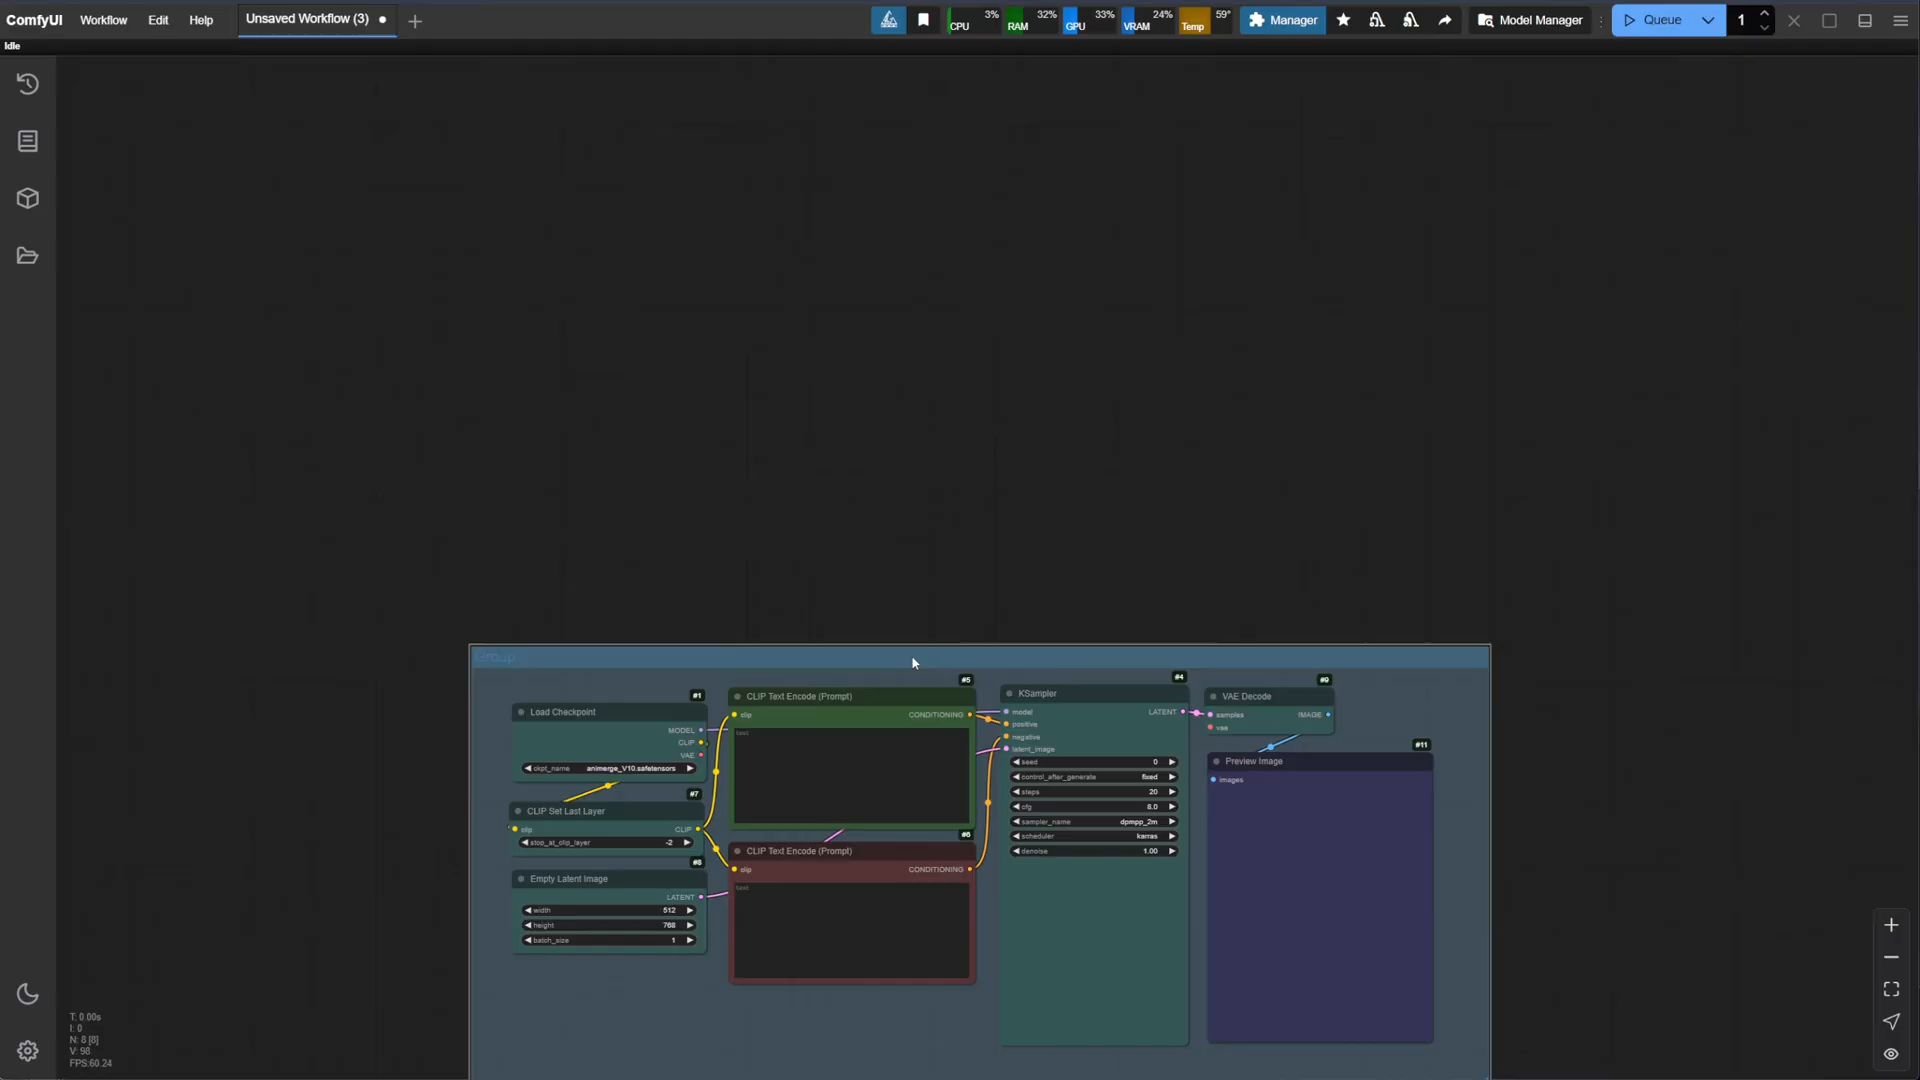 ComfyUI Workflow Edit Help Unsaved Workflow (3) CPU 3% RAM 32% GPU 33% VRAM 24% Temp 59° Manager Model Manager Queue 1
Idle
Group
#1
Load Checkpoint
MODEL
CLIP
VAE
ckpt_name animerge_V10.safetensors
#7
CLIP Set Last Layer
clip CLIP
stop_at_clip_layer -2
#8
Empty Latent Image
LATENT
width 512
height 768
batch_size 1
#5
CLIP Text Encode (Prompt)
clip CONDITIONING
text
#6
CLIP Text Encode (Prompt)
clip CONDITIONING
text
#4
KSampler
model LATENT
positive
negative
latent_image
seed 0
control_after_generate fixed
steps 20
cfg 8.0
sampler_name dpmpp_2m
scheduler karras
denoise 1.00
#9
VAE Decode
samples IMAGE
vae
#11
Preview Image
images
T: 0.00s
I: 0
N: 8 [8]
V: 98
FPS:60.24